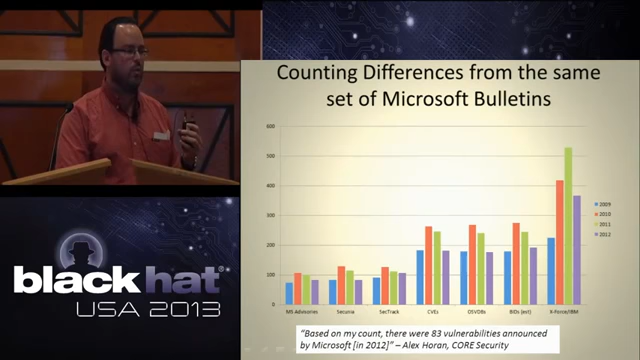 Counting Differences from the same
set of Microsoft Bulletins
600
500
400
300
200
100
0
2009
2010
2011
2012
MS Advisories
Secunia
SecTrack
CVEs
OSVDBs
BIDs (est)
X-Force/IBM
"Based on my count, there were 83 vulnerabilities announced
by Microsoft [in 2012]" – Alex Horan, CORE Security
black hat®
USA 2013